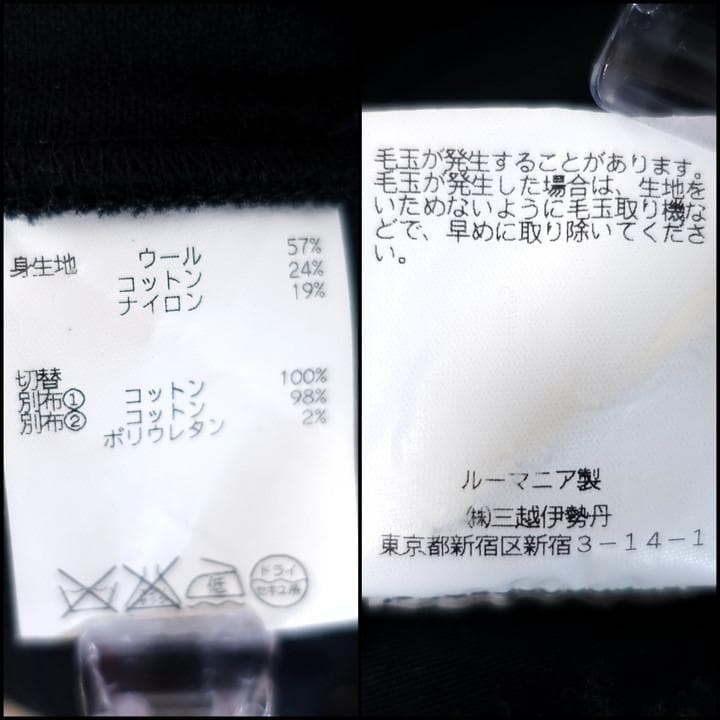 身生地 ウール 57%
コットン 24%
ナイロン 19%
切替
別布① コットン 100%
別布② コットン 98%
ポリウレタン 2%
低
ドライ
セキユ系
毛玉が発生することがあります。
毛玉が発生した場合は、生地を
いためないように毛玉取り機な
どで、早めに取り除いてくださ
い。
ルーマニア製
㈱三越伊勢丹
東京都新宿区新宿3-14-1